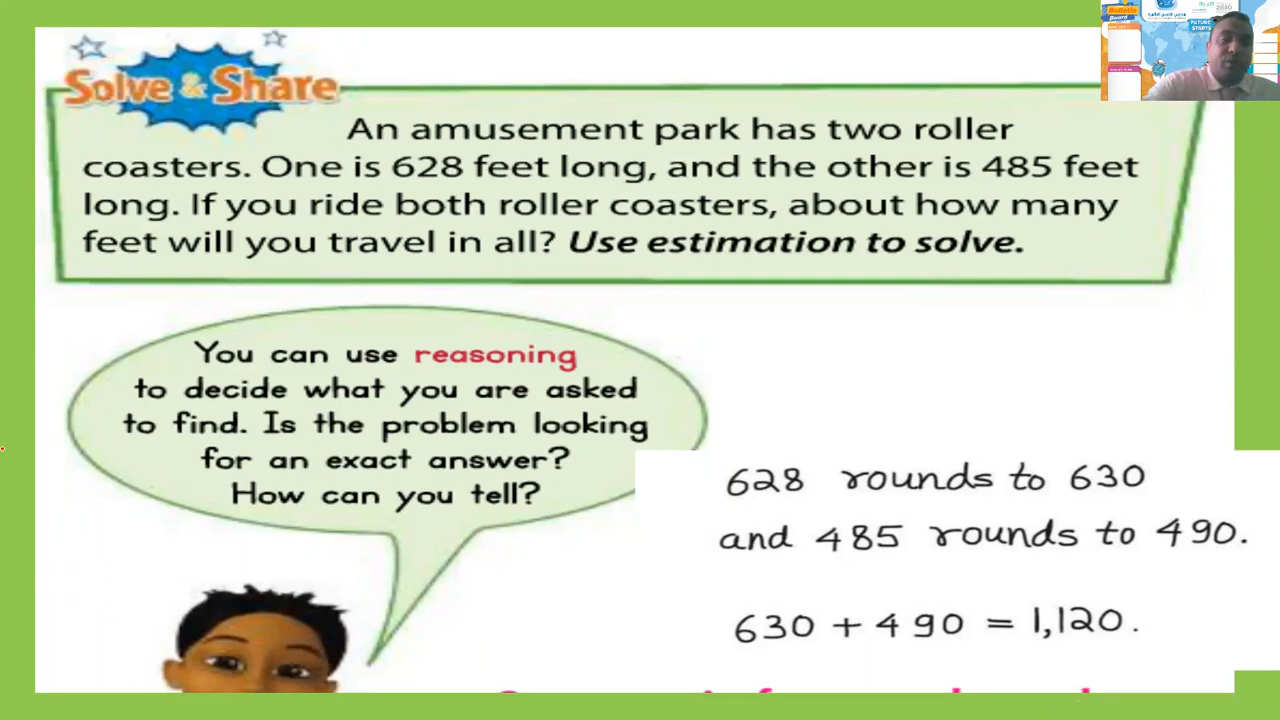 Bulletin
Board
FUTURE
STARTS
Solve & Share
An amusement park has two roller
coasters. One is 628 feet long, and the other is 485 feet
long. If you ride both roller coasters, about how many
feet will you travel in all? Use estimation to solve.
You can use reasoning
to decide what you are asked
to find. Is the problem looking
for an exact answer?
How can you tell?
628 rounds to 630
and 485 rounds to 490.
630 + 490 = 1,120.